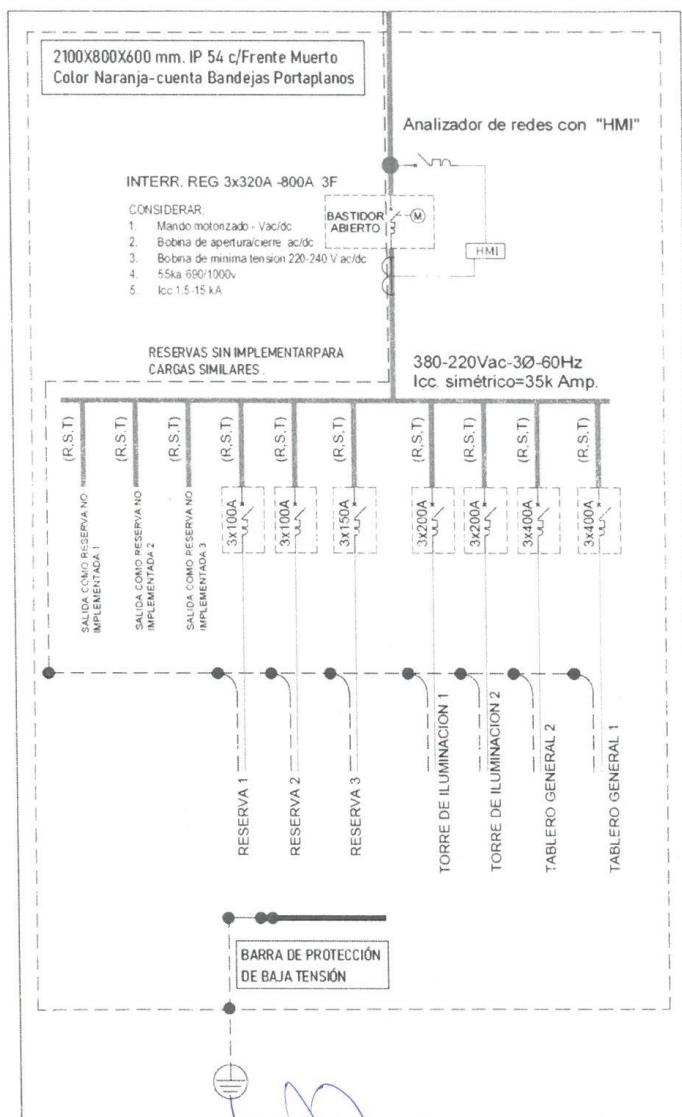 2100X800X600 mm. IP 54 c/Frente Muerto
Color Naranja-cuenta Bandejas Portaplanos
Analizador de redes con "HMI"
INTERR. REG 3x320A -800A 3F
CONSIDERAR:
1. Mando motorizado - Vac/dc
2. Bobina de apertura/cierre ac/dc
3. Bobina de minima tension 220-240 V ac/dc
4. 55ka 690/1000v
5. Icc 1.5-15 kA
BASTIDOR
ABIERTO
M
HMI
RESERVAS SIN IMPLEMENTARPARA
CARGAS SIMILARES .
380-220Vac-3Ø-60Hz
Icc. simétrico=35k Amp.
(R,S,T)
(R,S,T)
(R,S,T)
(R,S,T)
(R,S,T)
(R,S,T)
(R,S,T)
(R,S,T)
(R,S,T)
(R,S,T)
SALIDA COMO RESERVA NO
IMPLEMENTADA 1
SALIDA COMO RESERVA NO
IMPLEMENTADA 2
SALIDA COMO RESERVA NO
IMPLEMENTADA 3
3x100A
3x100A
3x150A
3x200A
3x200A
3x400A
3x400A
RESERVA 1
RESERVA 2
RESERVA 3
TORRE DE ILUMINACION 1
TORRE DE ILUMINACION 2
TABLERO GENERAL 2
TABLERO GENERAL 1
BARRA DE PROTECCIÓN
DE BAJA TENSIÓN